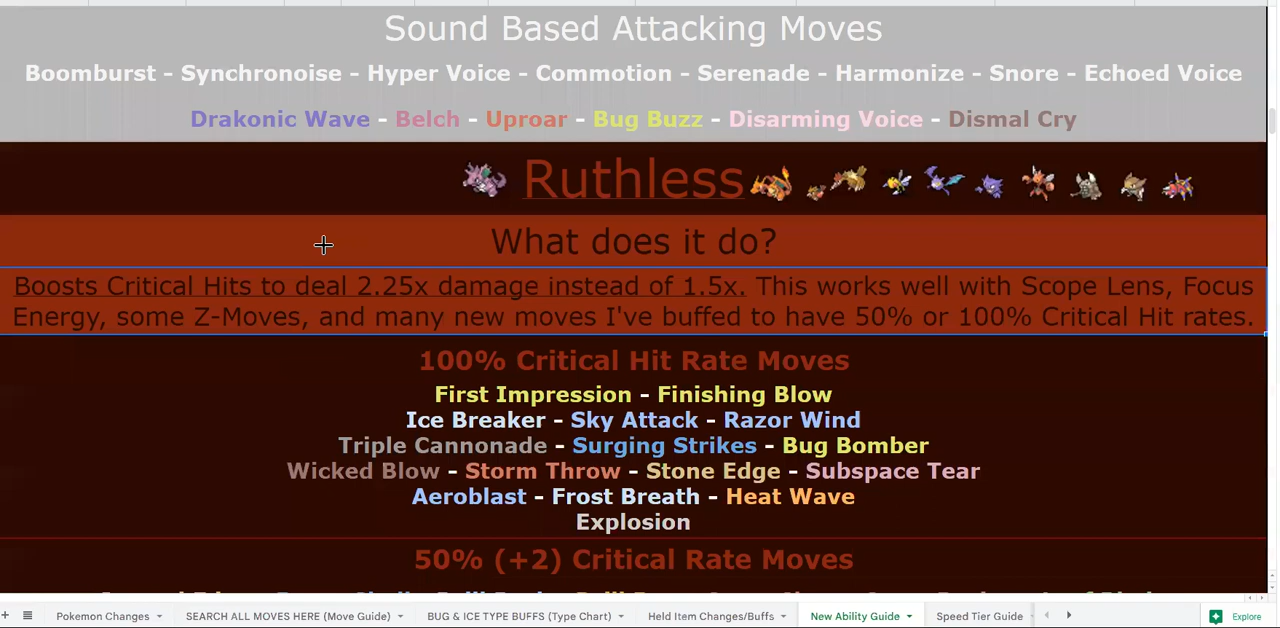 Sound Based Attacking Moves
Boomburst - Synchronoise - Hyper Voice - Commotion - Serenade - Harmonize - Snore - Echoed Voice
Drakonic Wave - Belch - Uproar - Bug Buzz - Disarming Voice - Dismal Cry
Ruthless
What does it do?
Boosts Critical Hits to deal 2.25x damage instead of 1.5x. This works well with Scope Lens, Focus
Energy, some Z-Moves, and many new moves I've buffed to have 50% or 100% Critical Hit rates.
100% Critical Hit Rate Moves
First Impression - Finishing Blow
Ice Breaker - Sky Attack - Razor Wind
Triple Cannonade - Surging Strikes - Bug Bomber
Wicked Blow - Storm Throw - Stone Edge - Subspace Tear
Aeroblast - Frost Breath - Heat Wave
Explosion
50% (+2) Critical Rate Moves
Pokemon Changes SEARCH ALL MOVES HERE (Move Guide) BUG & ICE TYPE BUFFS (Type Chart) Held Item Changes/Buffs New Ability Guide Speed Tier Guide Explore